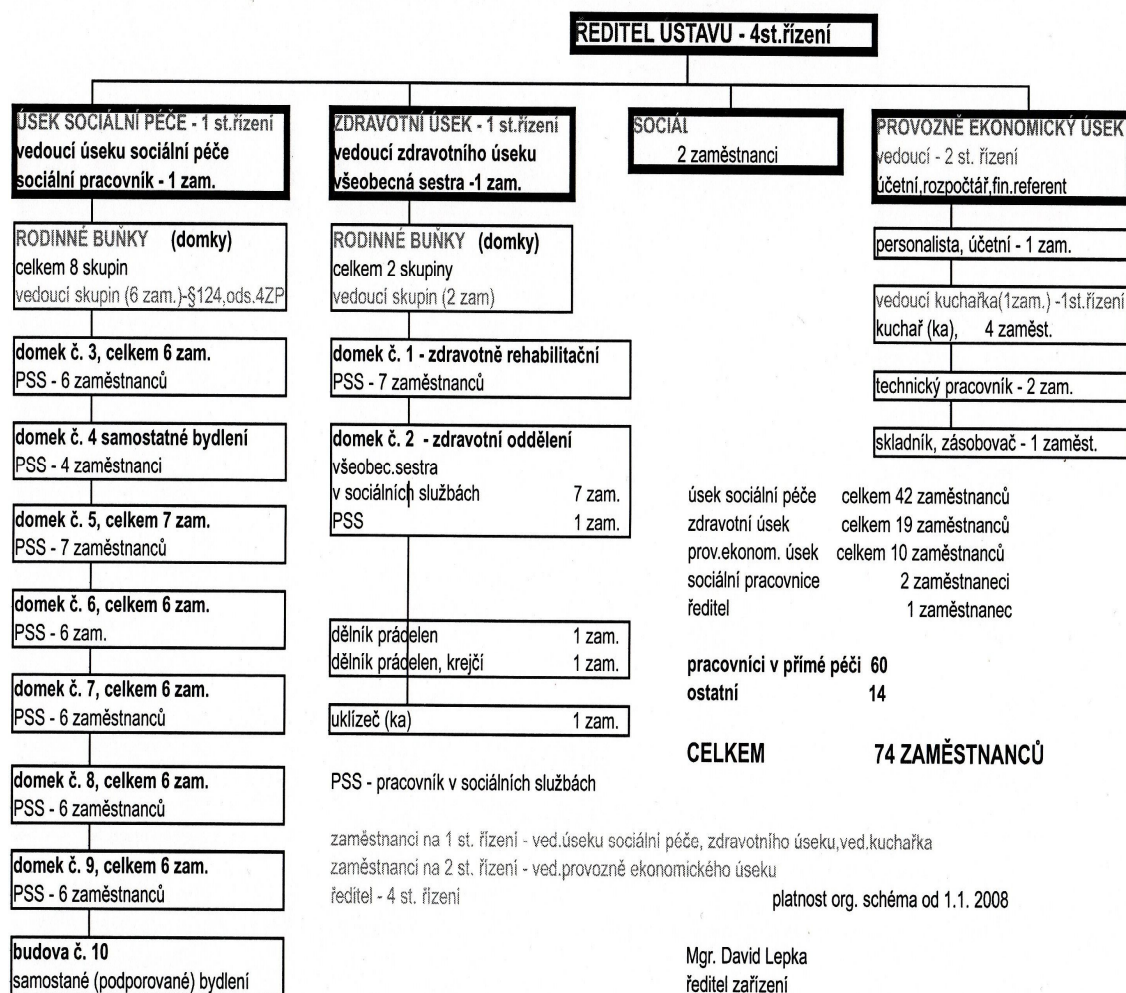 ŘEDITEL ÚSTAVU - 4st.řízení
ÚSEK SOCIÁLNÍ PÉČE - 1 st.řízení
vedoucí úseku sociální péče
sociální pracovník - 1 zam.
RODINNÉ BUŇKY (domky)
celkem 8 skupin
vedoucí skupin (6 zam.)-§124,ods.4ZP
domek č. 3, celkem 6 zam.
PSS - 6 zaměstnanců
domek č. 4 samostatné bydlení
PSS - 4 zaměstnanci
domek č. 5, celkem 7 zam.
PSS - 7 zaměstnanců
domek č. 6, celkem 6 zam.
PSS - 6 zam.
domek č. 7, celkem 6 zam.
PSS - 6 zaměstnanců
domek č. 8, celkem 6 zam.
PSS - 6 zaměstnanců
domek č. 9, celkem 6 zam.
PSS - 6 zaměstnanců
budova č. 10
samostané (podporované) bydlení
ZDRAVOTNÍ ÚSEK - 1 st.řízení
vedoucí zdravotního úseku
všeobecná sestra -1 zam.
RODINNÉ BUŇKY (domky)
celkem 2 skupiny
vedoucí skupin (2 zam)
domek č. 1 - zdravotně rehabilitační
PSS - 7 zaměstnanců
domek č. 2 - zdravotní oddělení
všeobec.sestra
v sociálních službách 7 zam.
PSS 1 zam.
dělník prádelen 1 zam.
dělník prádelen, krejčí 1 zam.
uklízeč (ka) 1 zam.
PSS - pracovník v sociálních službách
SOCIÁL
2 zaměstnanci
PROVOZNĚ EKONOMICKÝ ÚSEK
vedoucí - 2 st. řízení
účetní,rozpočtář,fin.referent
personalista, účetní - 1 zam.
vedoucí kuchařka(1zam.) -1st.řízení
kuchař (ka), 4 zaměst.
technický pracovník - 2 zam.
skladník, zásobovač - 1 zaměst.
úsek sociální péče celkem 42 zaměstnanců
zdravotní úsek celkem 19 zaměstnanců
prov.ekonom. úsek celkem 10 zaměstnanců
sociální pracovnice 2 zaměstnaneci
ředitel 1 zaměstnanec
pracovníci v přímé péči 60
ostatní 14
CELKEM 74 ZAMĚSTNANCŮ
zaměstnanci na 1 st. řízení - ved.úseku sociální péče, zdravotního úseku,ved.kuchařka
zaměstnanci na 2 st. řízení - ved.provozně ekonomického úseku
ředitel - 4 st. řízení
platnost org. schéma od 1.1. 2008
Mgr. David Lepka
ředitel zařízení